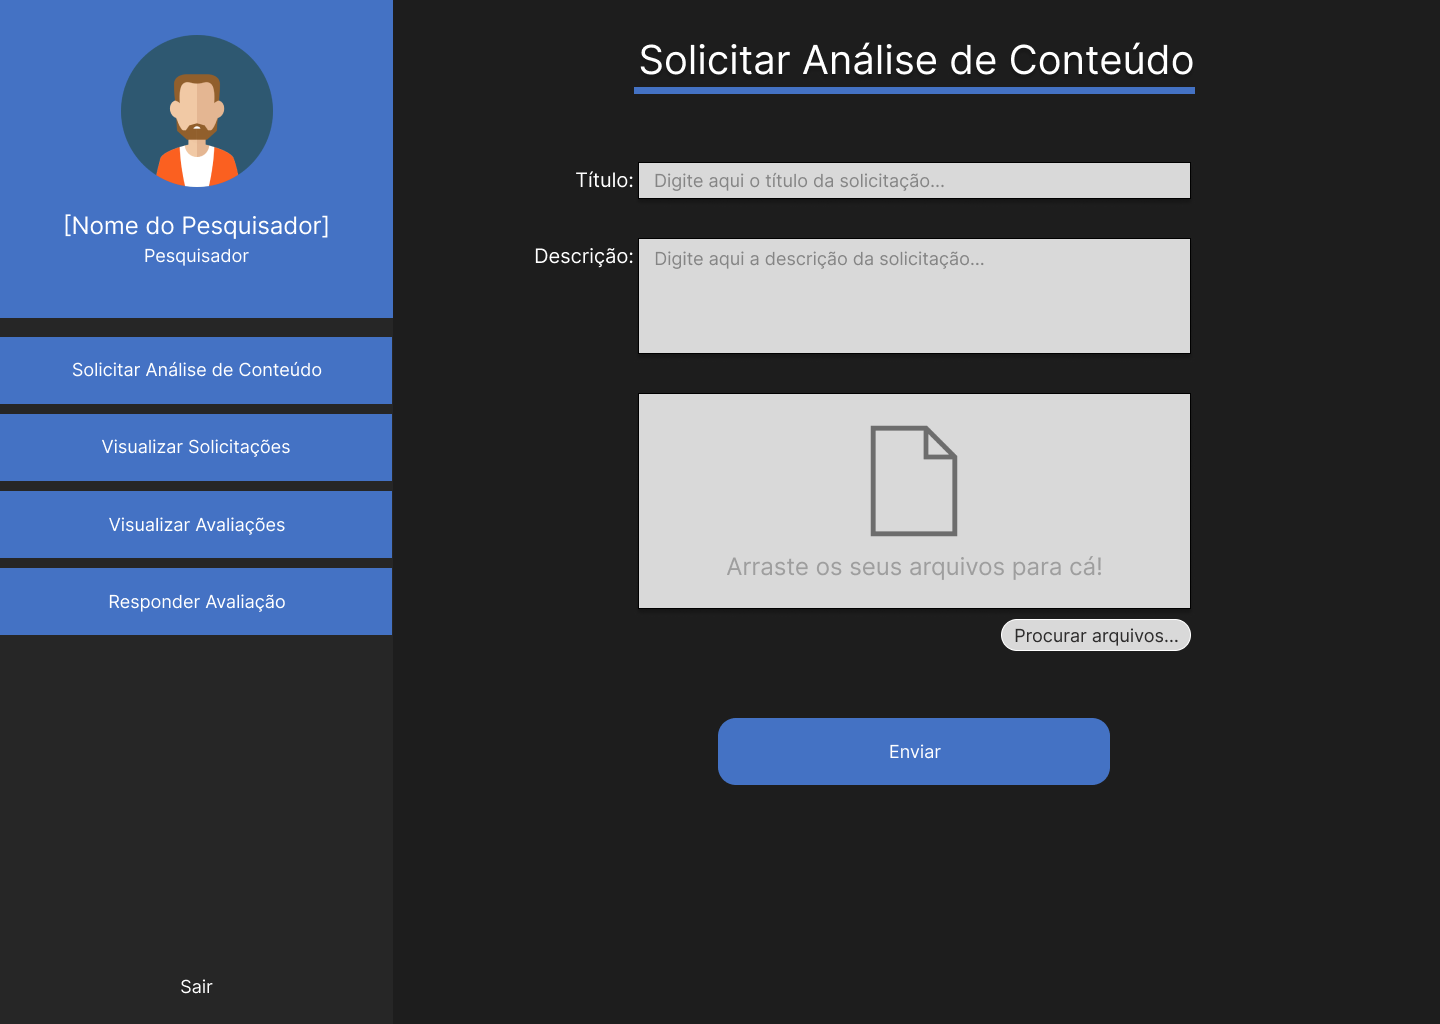 [Nome do Pesquisador]
Pesquisador
Solicitar Análise de Conteúdo
Visualizar Solicitações
Visualizar Avaliações
Responder Avaliação
Sair
Solicitar Análise de Conteúdo
Título:
Digite aqui o título da solicitação...
Descrição:
Digite aqui a descrição da solicitação...
Arraste os seus arquivos para cá!
Procurar arquivos...
Enviar